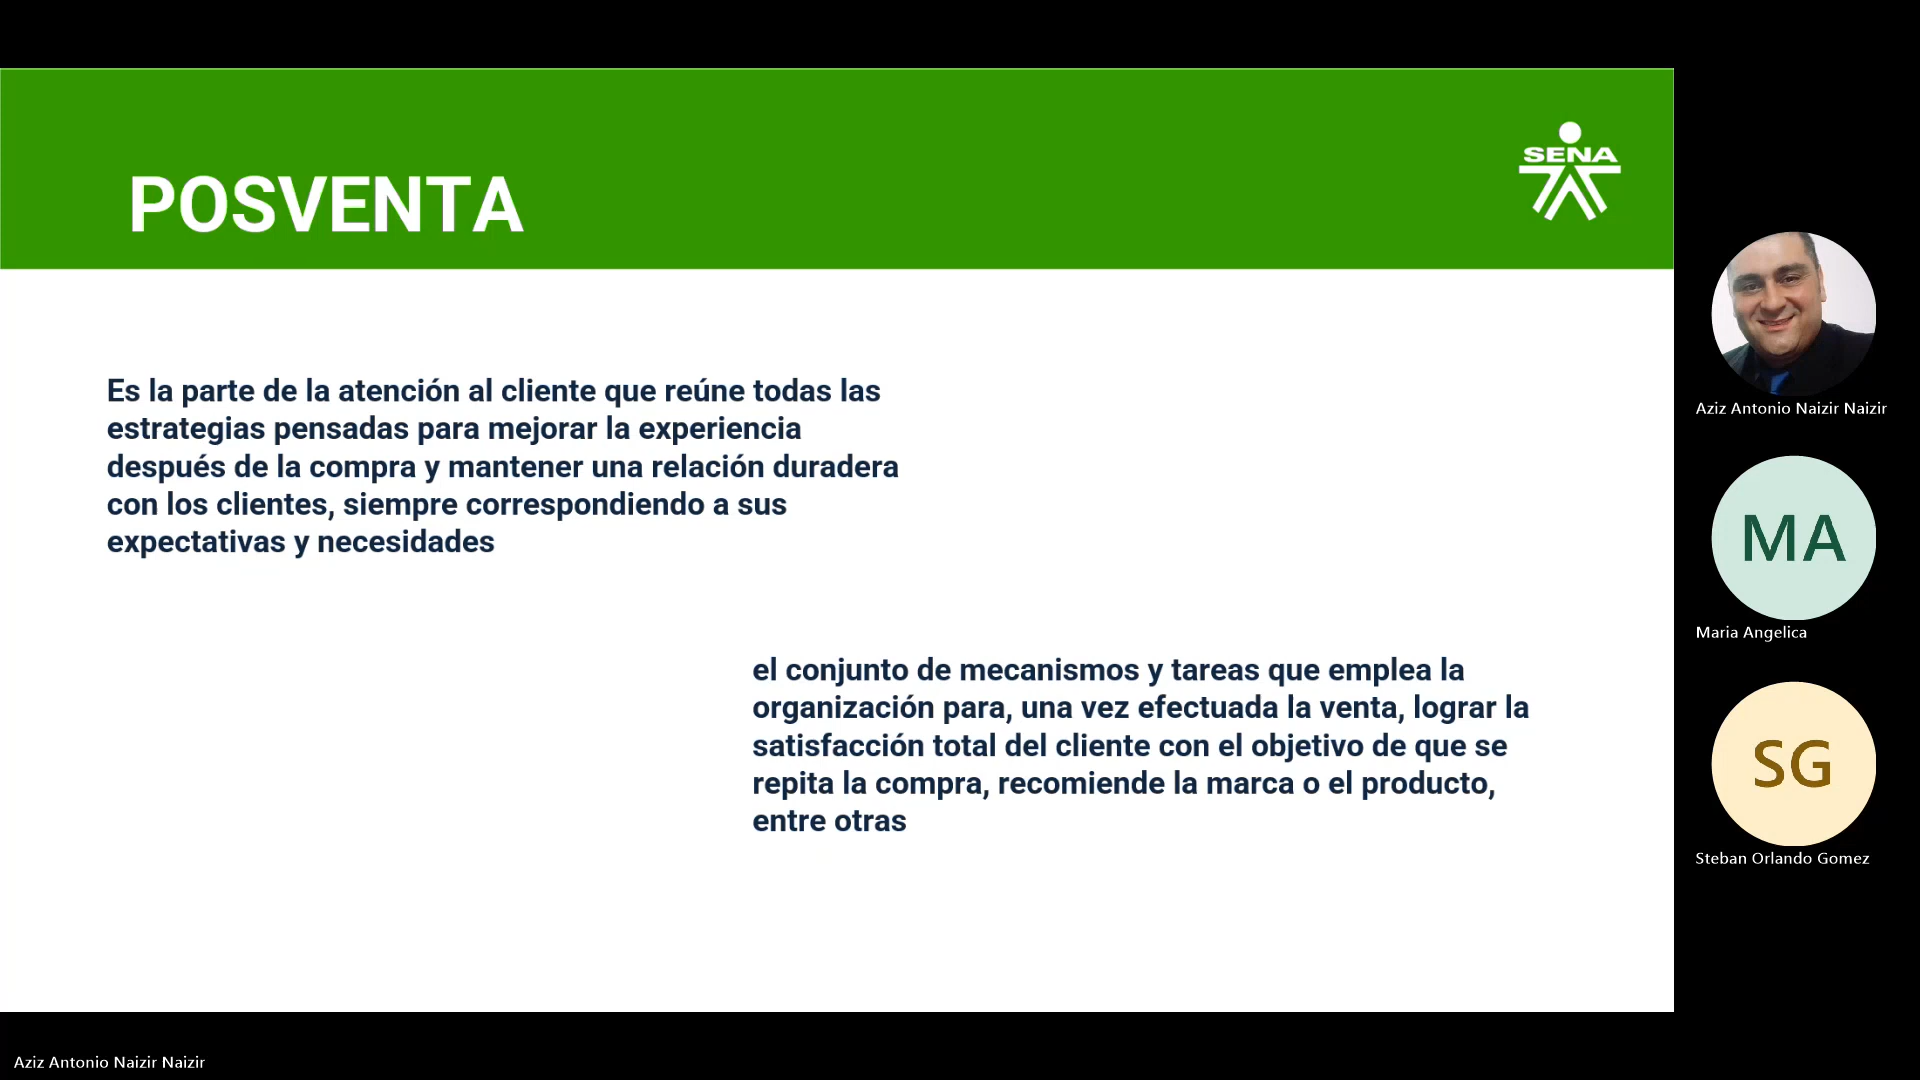 POSVENTA
SENA
Es la parte de la atención al cliente que reúne todas las
estrategias pensadas para mejorar la experiencia
después de la compra y mantener una relación duradera
con los clientes, siempre correspondiendo a sus
expectativas y necesidades
el conjunto de mecanismos y tareas que emplea la
organización para, una vez efectuada la venta, lograr la
satisfacción total del cliente con el objetivo de que se
repita la compra, recomiende la marca o el producto,
entre otras
Aziz Antonio Naizir Naizir
MA
Maria Angelica
SG
Steban Orlando Gomez
Aziz Antonio Naizir Naizir